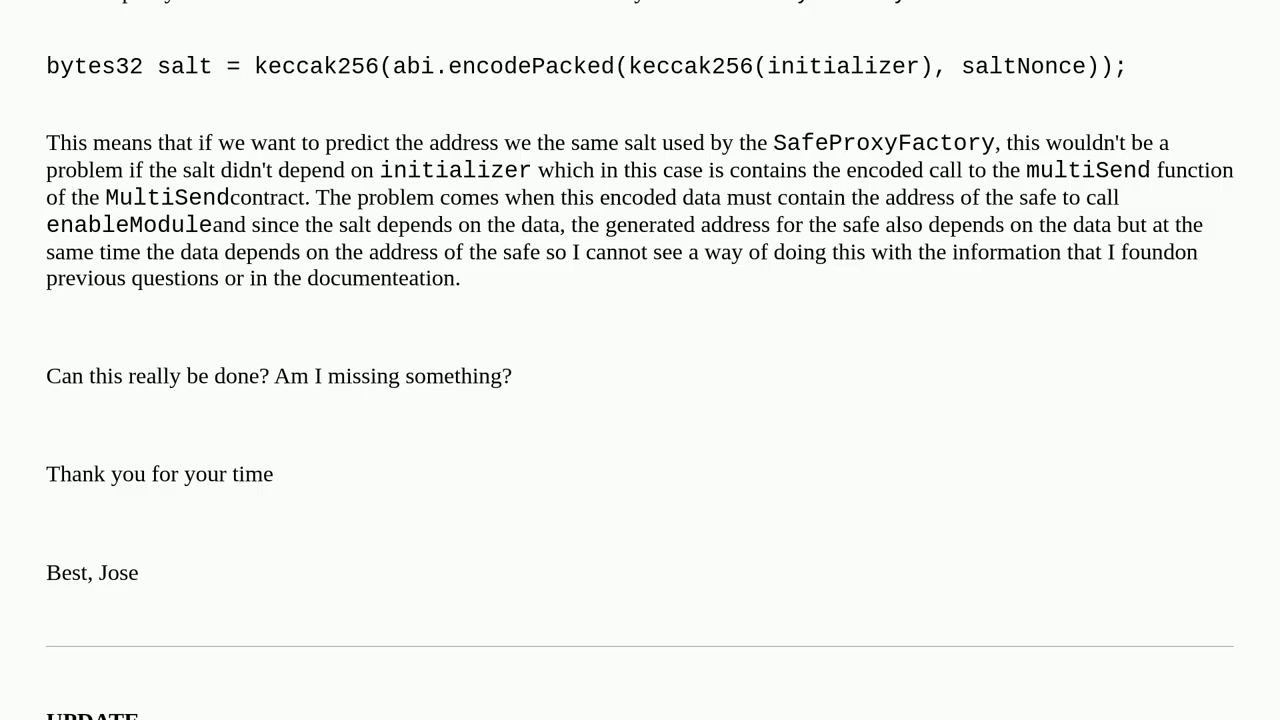 bytes32 salt = keccak256(abi.encodePacked(keccak256(initializer), saltNonce));
This means that if we want to predict the address we the same salt used by the SafeProxyFactory, this wouldn't be a
problem if the salt didn't depend on initializer which in this case is contains the encoded call to the multiSend function
of the MultiSendcontract. The problem comes when this encoded data must contain the address of the safe to call
enableModuleand since the salt depends on the data, the generated address for the safe also depends on the data but at the
same time the data depends on the address of the safe so I cannot see a way of doing this with the information that I foundon
previous questions or in the documenteation.
Can this really be done? Am I missing something?
Thank you for your time
Best, Jose
UPDATE